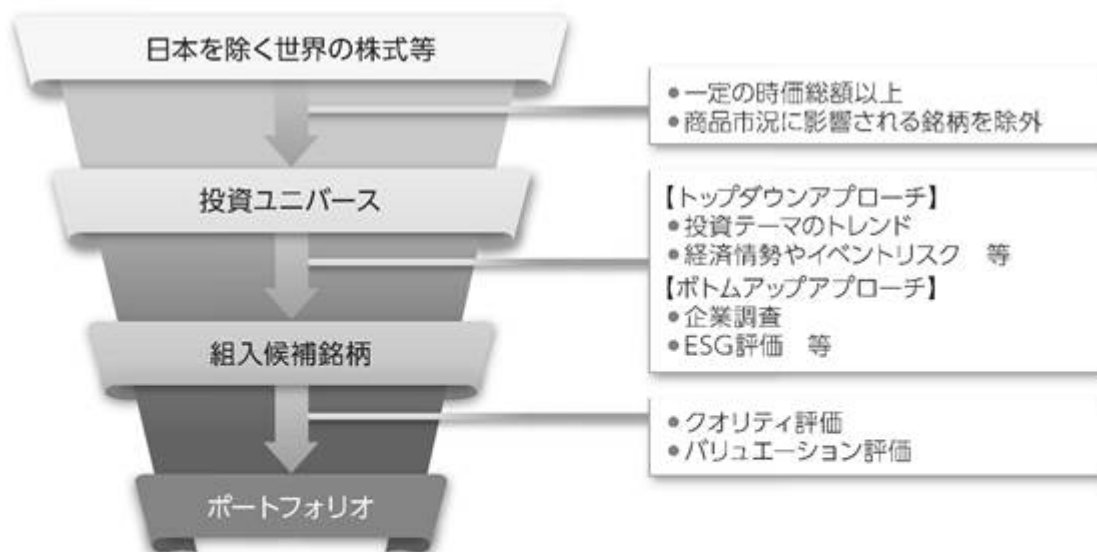 日本を除く世界の株式等
●一定の時価総額以上
●商品市況に影響される銘柄を除外
投資ユニバース
【トップダウンアプローチ】
●投資テーマのトレンド
●経済情勢やイベントリスク　等
【ボトムアップアプローチ】
●企業調査
●ESG評価　等
組入候補銘柄
●クオリティ評価
●バリュエーション評価
ポートフォリオ